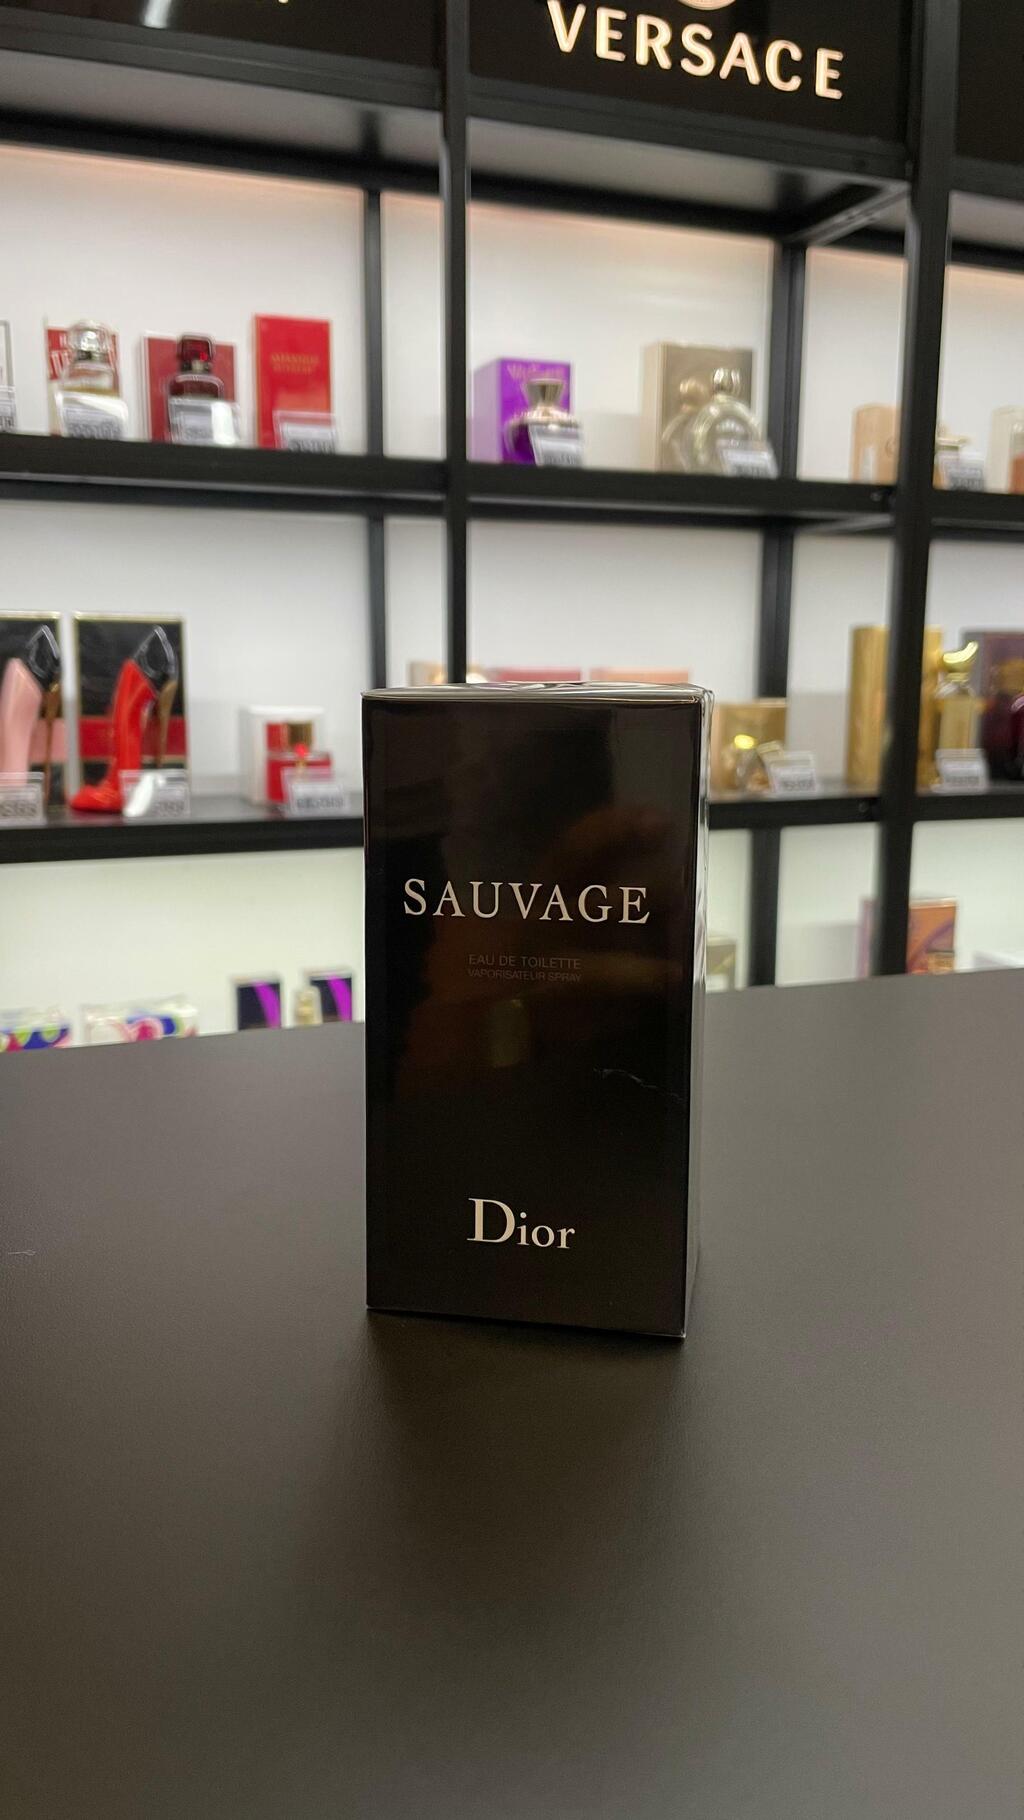 VERSACE
SAUVAGE
EAU DE TOILETTE
VAPORISATEUR SPRAY
Dior